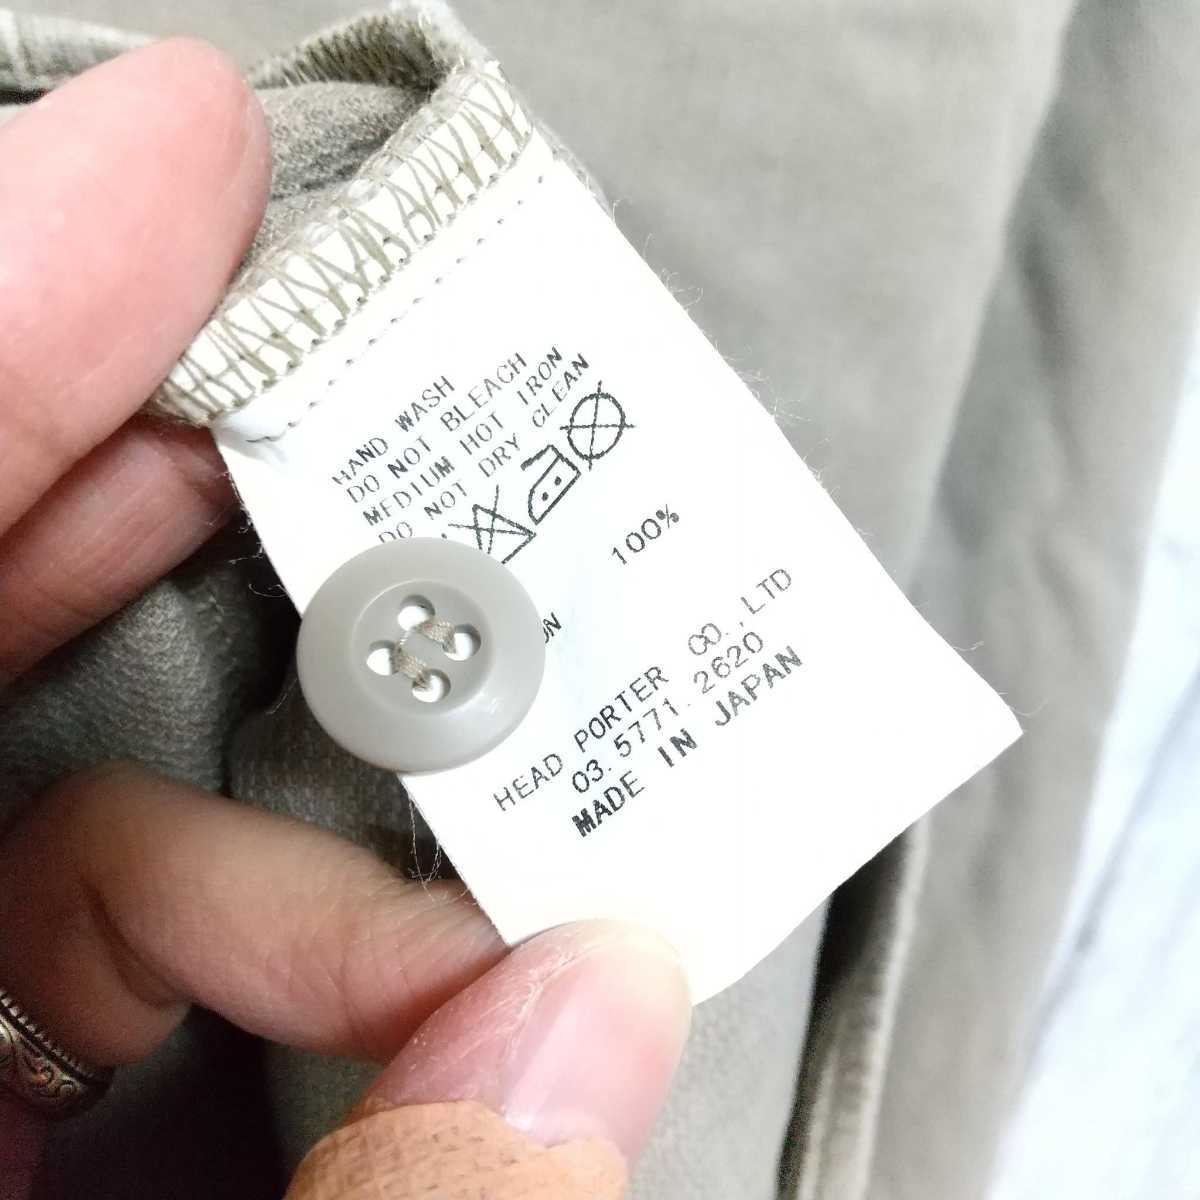 HAND WASH
DO NOT BLEACH
MEDIUM HOT IRON
DO NOT DRY CLEAN
100%
HEAD PORTER CO.,LTD
03.5771.2620
MADE IN JAPAN